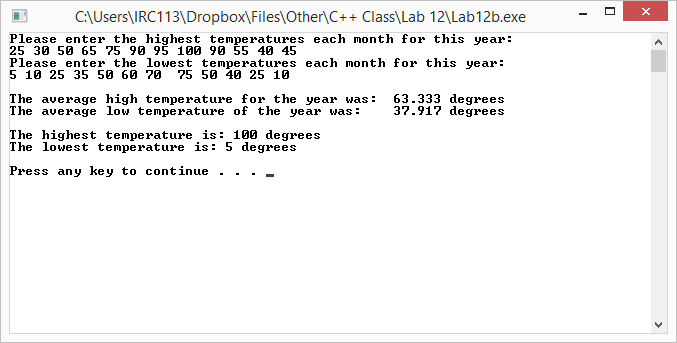 C:\Users\IRC113\Dropbox\Files\Other\C++ Class\Lab 12\Lab12b.exe
Please enter the highest temperatures each month for this year:
25 30 50 65 75 90 95 100 90 55 40 45
Please enter the lowest temperatures each month for this year:
5 10 25 35 50 60 70  75 50 40 25 10
The average high temperature for the year was:  63.333 degrees
The average low temperature of the year was:    37.917 degrees
The highest temperature is: 100 degrees
The lowest temperature is: 5 degrees
Press any key to continue . . . _